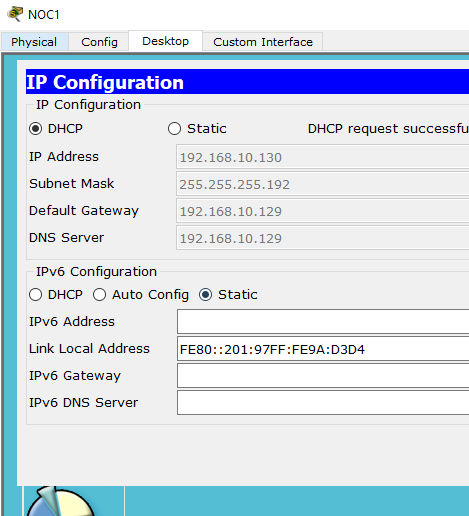 NOC1
Physical Config Desktop Custom Interface
IP Configuration
IP Configuration
DHCP Static DHCP request successfu
IP Address 192.168.10.130
Subnet Mask 255.255.255.192
Default Gateway 192.168.10.129
DNS Server 192.168.10.129
IPv6 Configuration
DHCP Auto Config Static
IPv6 Address
Link Local Address FE80::201:97FF:FE9A:D3D4
IPv6 Gateway
IPv6 DNS Server